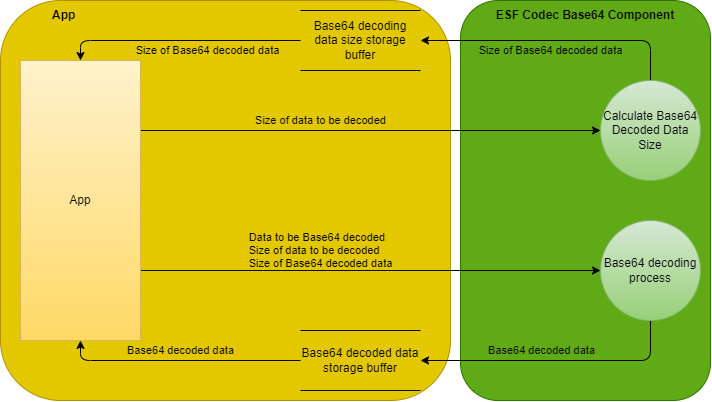 App
ESF Codec Base64 Component
Base64 decoding
data size storage
buffer
Size of Base64 decoded data
Size of Base64 decoded data
Calculate Base64
Decoded Data
Size
Size of data to be decoded
App
Data to be Base64 decoded
Size of data to be decoded
Size of Base64 decoded data
Base64 decoding
process
Base64 decoded data
Base64 decoded data
storage buffer
Base64 decoded data